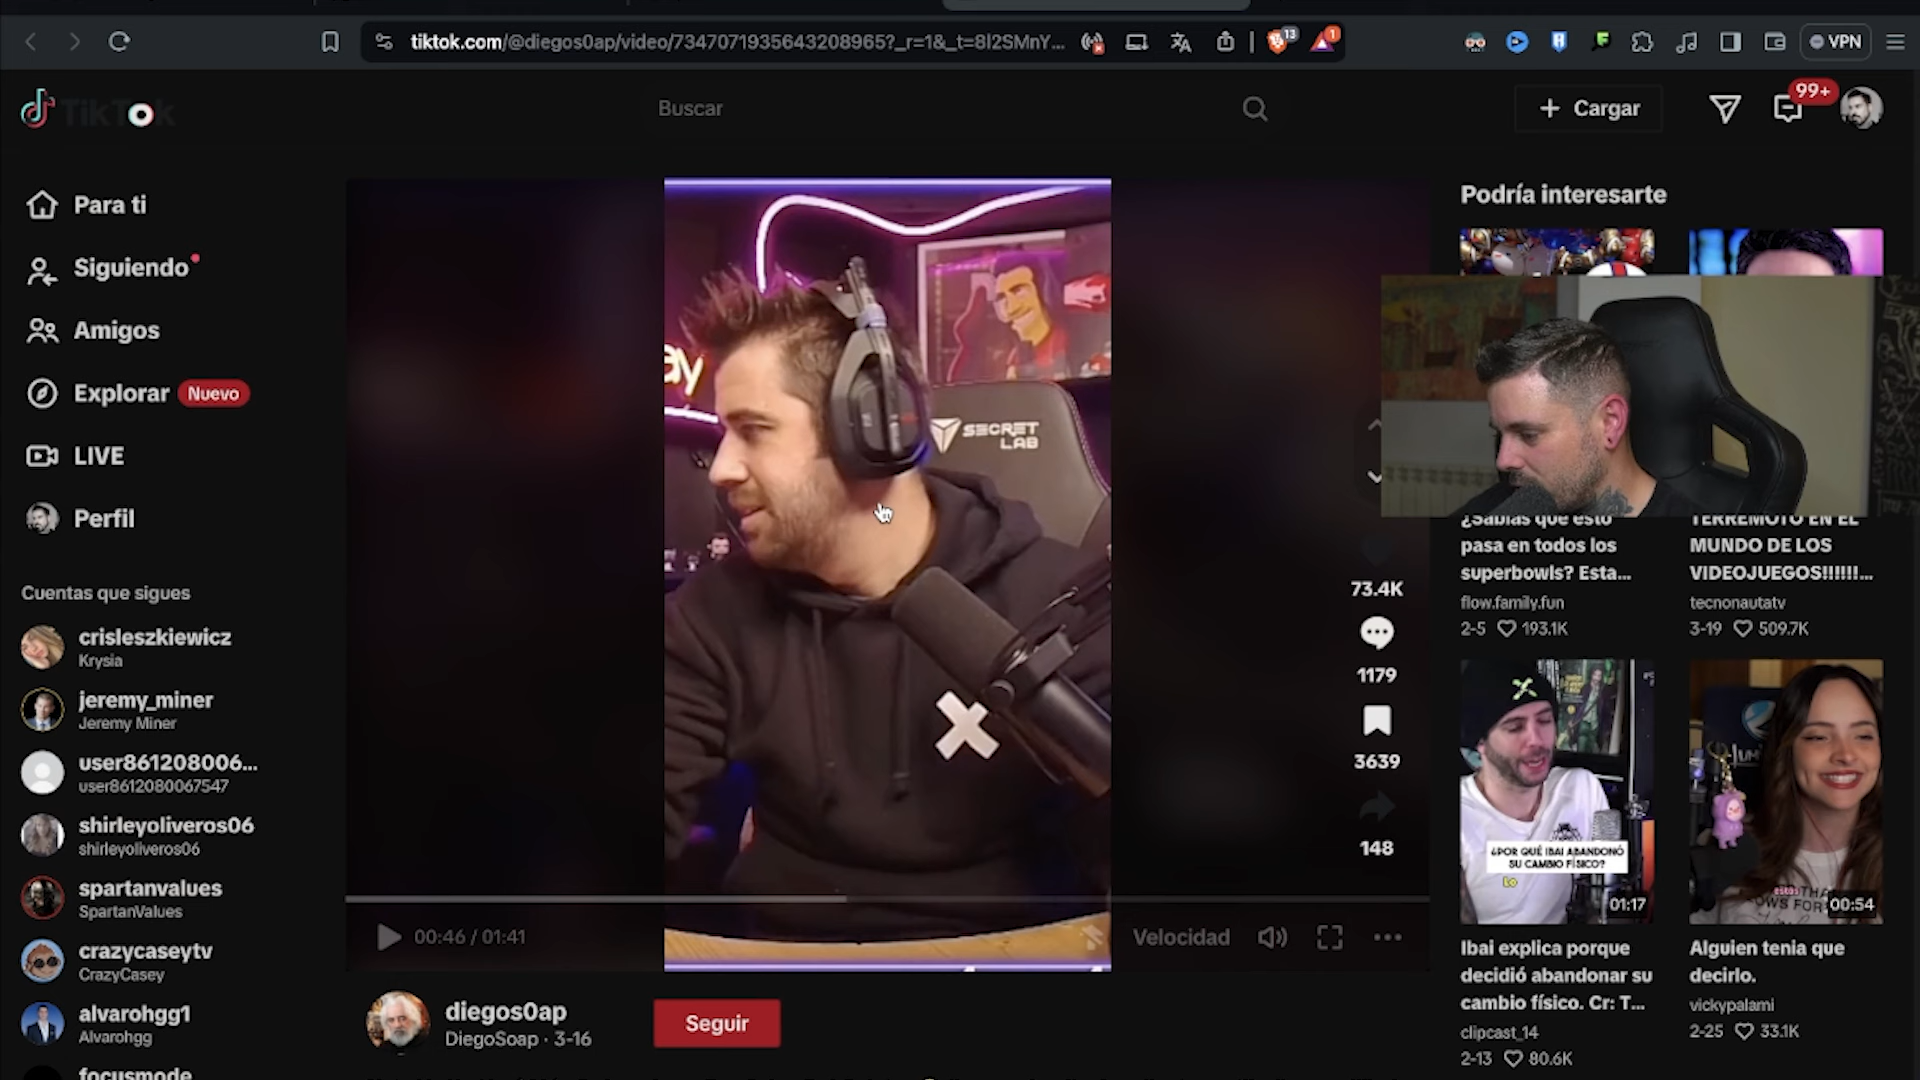 tiktok.com/@diegos0ap/video/7347071935643208965?_r=1&_t=8I2SMnY...
13
1
VPN
TikTok
Buscar
Cargar
99+
Para ti
Siguiendo
Amigos
Explorar
Nuevo
LIVE
Perfil
Cuentas que sigues
crisleszkiewicz
Krysia
jeremy_miner
Jeremy Miner
user861208006...
user8612080067547
shirleyoliveros06
shirleyoliveros06
spartanvalues
SpartanValues
crazycaseytv
CrazyCasey
alvarohgg1
Alvarohgg
focusmode
ay
SECRET
LAB
73.4K
1179
3639
148
00:46 / 01:41
Velocidad
diegos0ap
DiegoSoap · 3-16
Seguir
Podría interesarte
¿Sabías que esto
pasa en todos los
superbowls? Esta...
flow.family.fun
2-5 193.1K
TERREMOTO EN EL
MUNDO DE LOS
VIDEOJUEGOS!!!!!!...
tecnonautatv
3-19 509.7K
¿POR QUÉ IBAI ABANDONÓ
SU CAMBIO FÍSICO?
lo
01:17
Ibai explica porque
decidió abandonar su
cambio físico. Cr: T...
clipcast_14
2-13 80.6K
00:54
Alguien tenia que
decirlo.
vickypalami
2-25 33.1K